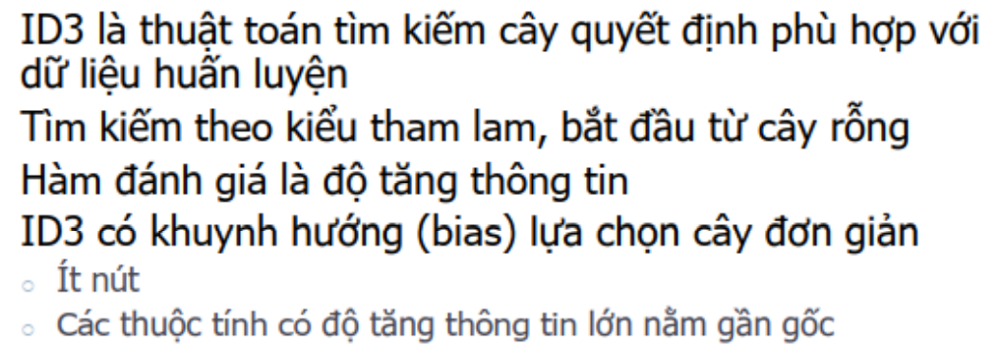 ID3 là thuật toán tìm kiếm cây quyết định phù hợp với
dữ liệu huấn luyện
Tìm kiếm theo kiểu tham lam, bắt đầu từ cây rỗng
Hàm đánh giá là độ tăng thông tin
ID3 có khuynh hướng (bias) lựa chọn cây đơn giản
○ Ít nút
○ Các thuộc tính có độ tăng thông tin lớn nằm gần gốc